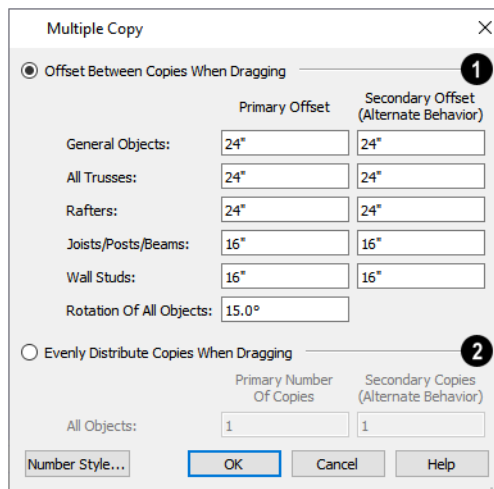 Multiple Copy
Offset Between Copies When Dragging 1
Primary Offset Secondary Offset
(Alternate Behavior)
General Objects: 24" 24"
All Trusses: 24" 24"
Rafters: 24" 24"
Joists/Posts/Beams: 16" 16"
Wall Studs: 16" 16"
Rotation Of All Objects: 15.0°
Evenly Distribute Copies When Dragging 2
Primary Number Secondary Copies
Of Copies (Alternate Behavior)
All Objects: 1 1
Number Style... OK Cancel Help